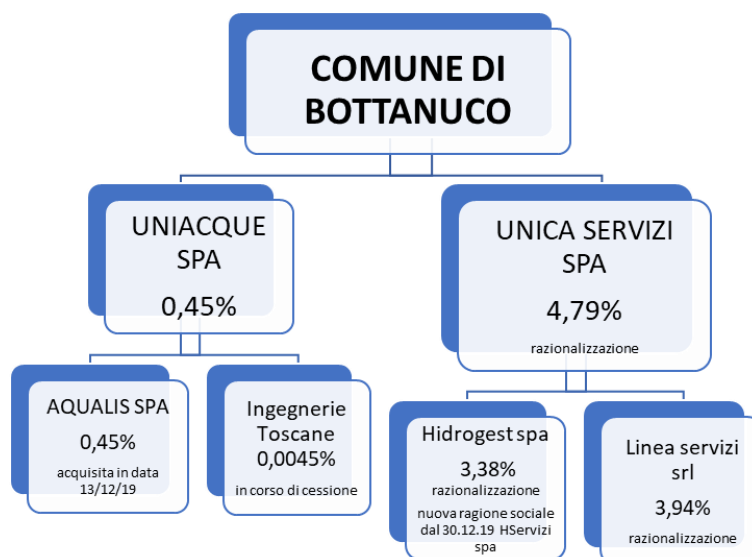 COMUNE DI
BOTTANUCO
UNIACQUE
SPA
0,45%
UNICA SERVIZI
SPA
4,79%
razionalizzazione
AQUALIS SPA
0,45%
acquisita in data
13/12/19
Ingegnerie
Toscane
0,0045%
in corso di cessione
Hidrogest spa
3,38%
razionalizzazione
nuova ragione sociale
dal 30.12.19 HServizi
spa
Linea servizi
srl
3,94%
razionalizzazione